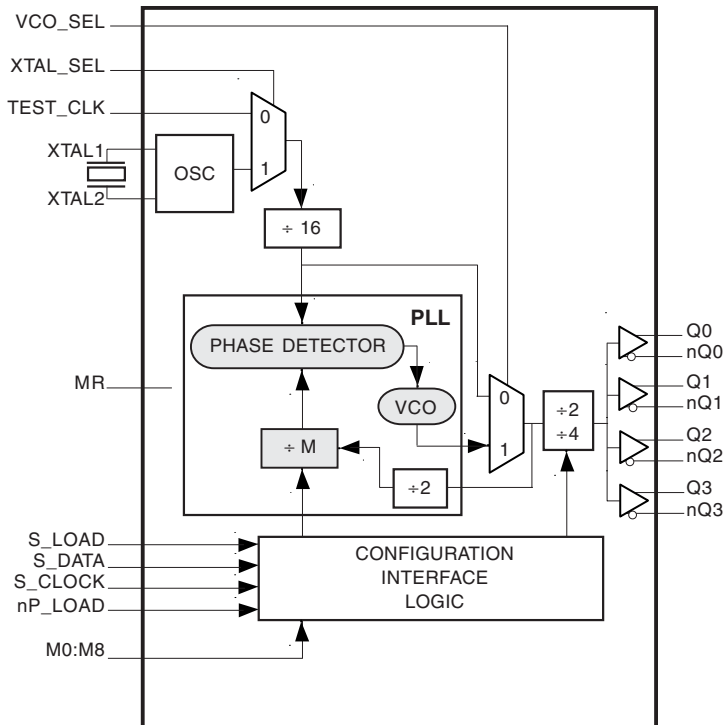 VCO_SEL
XTAL_SEL
TEST_CLK
0
XTAL1
OSC
1
XTAL2
÷ 16
PLL
PHASE DETECTOR
Q0
nQ0
MR
VCO
0
÷2
÷4
Q1
nQ1
÷ M
1
Q2
nQ2
÷2
Q3
nQ3
S_LOAD
S_DATA
S_CLOCK
nP_LOAD
CONFIGURATION
INTERFACE
LOGIC
M0:M8